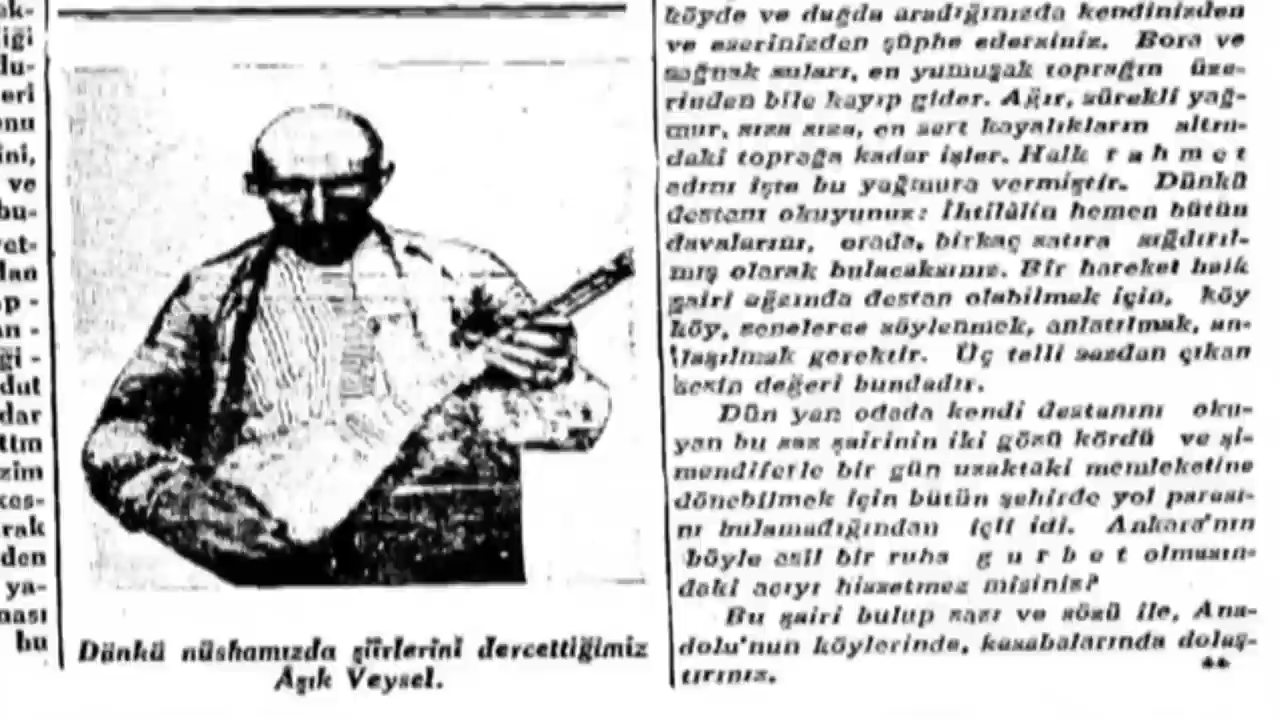 ak-
iği
du-
eri
onu
ini,
ve
bu-
yet-
dan
op -
an -
gi -
dut
dar
ttm
zim
kes-
rak
den
ya-
ması
bu
Dünkü nüshamızda şiirlerini dercettiğimiz
Aşık Veysel.
köyde ve dağda aradığınızda kendinizden
ve eserinizden şüphe edersiniz. Bora ve
sağnak suları, en yumuşak toprağın üze-
rinden bile kayıp gider. Ağır, sürekli yağ-
mur, sıza sıza, en sert kayalıkların altın-
daki toprağa kadar işler. Halk r a h m e t
adını işte bu yağmura vermiştir. Dünkü
destanı okuyunuz: İhtilâlin hemen bütün
davalarını, orada, birkaç satıra sığdırıl-
mış olarak bulacaksınız. Bir hareket halk
şairi ağzında destan olabilmek için, köy
köy, senelerce söylenmek, anlatılmak, an-
laşılmak gerektir. Üç telli sazdan çıkan
sesin değeri bundadır.
Dün yan odada kendi destanını oku-
yan bu saz şairinin iki gözü kördü ve şi-
mendiferle bir gün uzaktaki memleketine
dönebilmek için bütün şehirde yol parası-
nı bulamadığından içli idi. Ankara'nın
böyle asil bir ruha g u r b e t olmasın-
daki acıyı hissetmez misiniz?
Bu şairi bulup sazı ve sözü ile, Ana-
dolu'nun köylerinde, kasabalarında dolaş-
tırınız.
**